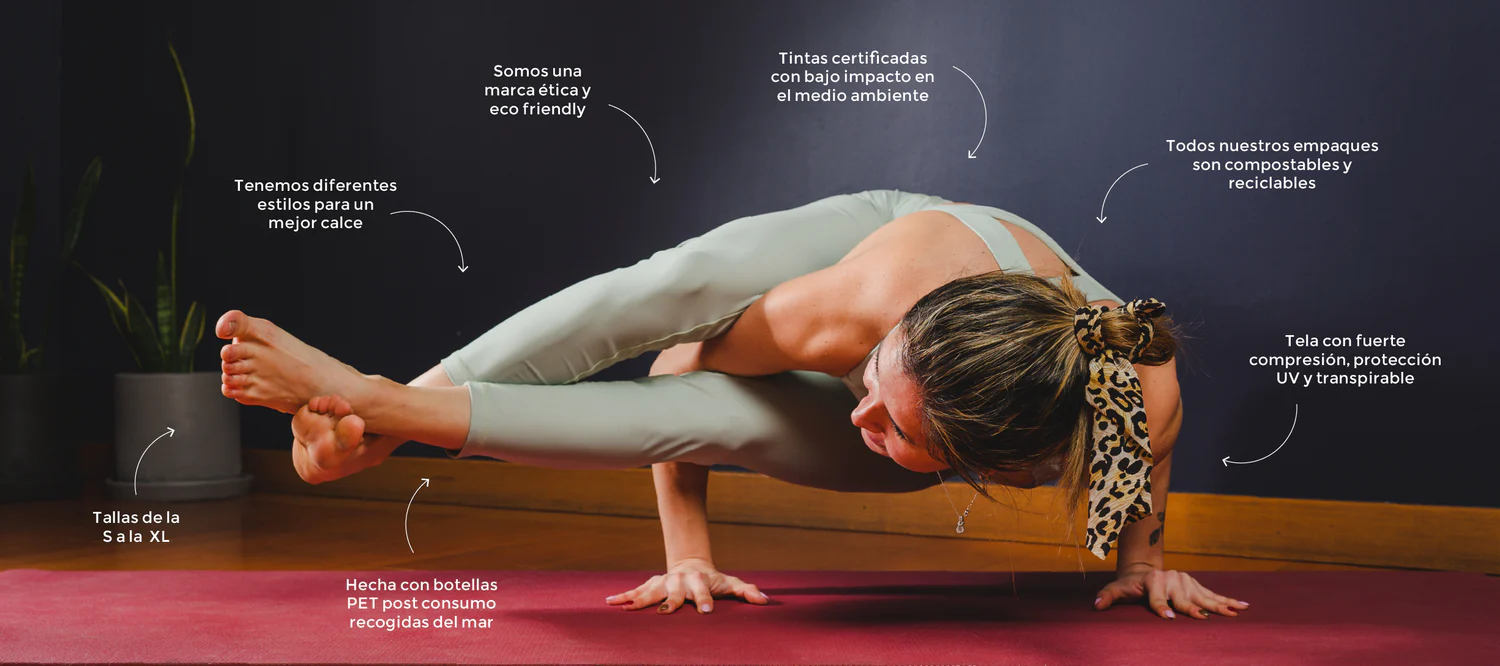 Somos una
marca ética y
eco friendly
Tintas certificadas
con bajo impacto en
el medio ambiente
Todos nuestros empaques
son compostables y
reciclables
Tenemos diferentes
estilos para un
mejor calce
Tela con fuerte
compresión, protección
UV y transpirable
Tallas de la
S a la XL
Hecha con botellas
PET post consumo
recogidas del mar